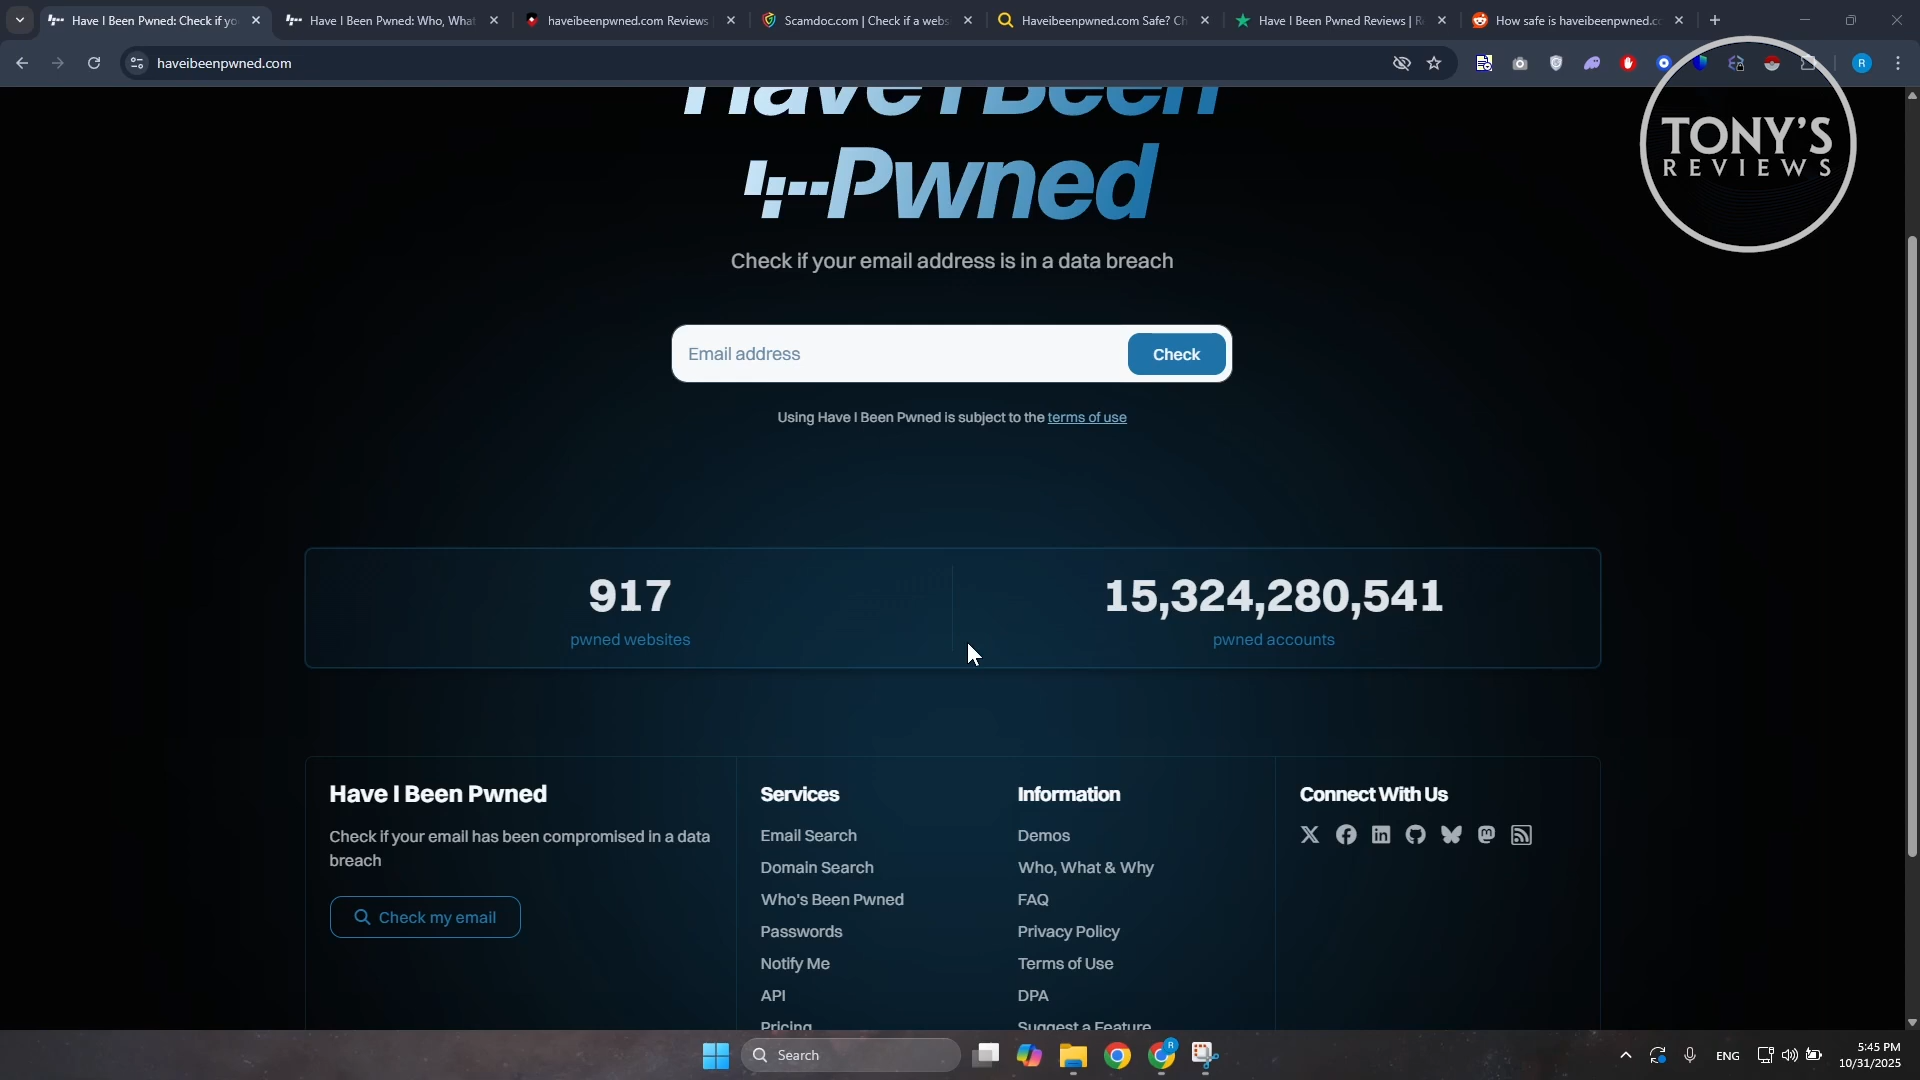 Have I Been Pwned: Check if yo
Have I Been Pwned: Who, What
haveibeenpwned.com Reviews
Scamdoc.com | Check if a webs
Haveibeenpwned.com Safe? Ch
Have I Been Pwned Reviews | R
How safe is haveibeenpwned.c
haveibeenpwned.com
R
TONY'S
REVIEWS
Have I Been
Pwned
Check if your email address is in a data breach
Email address
Check
Using Have I Been Pwned is subject to the terms of use
917
pwned websites
15,324,280,541
pwned accounts
Have I Been Pwned
Check if your email has been compromised in a data
breach
Check my email
Services
Email Search
Domain Search
Who's Been Pwned
Passwords
Notify Me
API
Pricing
Information
Demos
Who, What & Why
FAQ
Privacy Policy
Terms of Use
DPA
Suggest a Feature
Connect With Us
Search
R
ENG
5:45 PM
10/31/2025